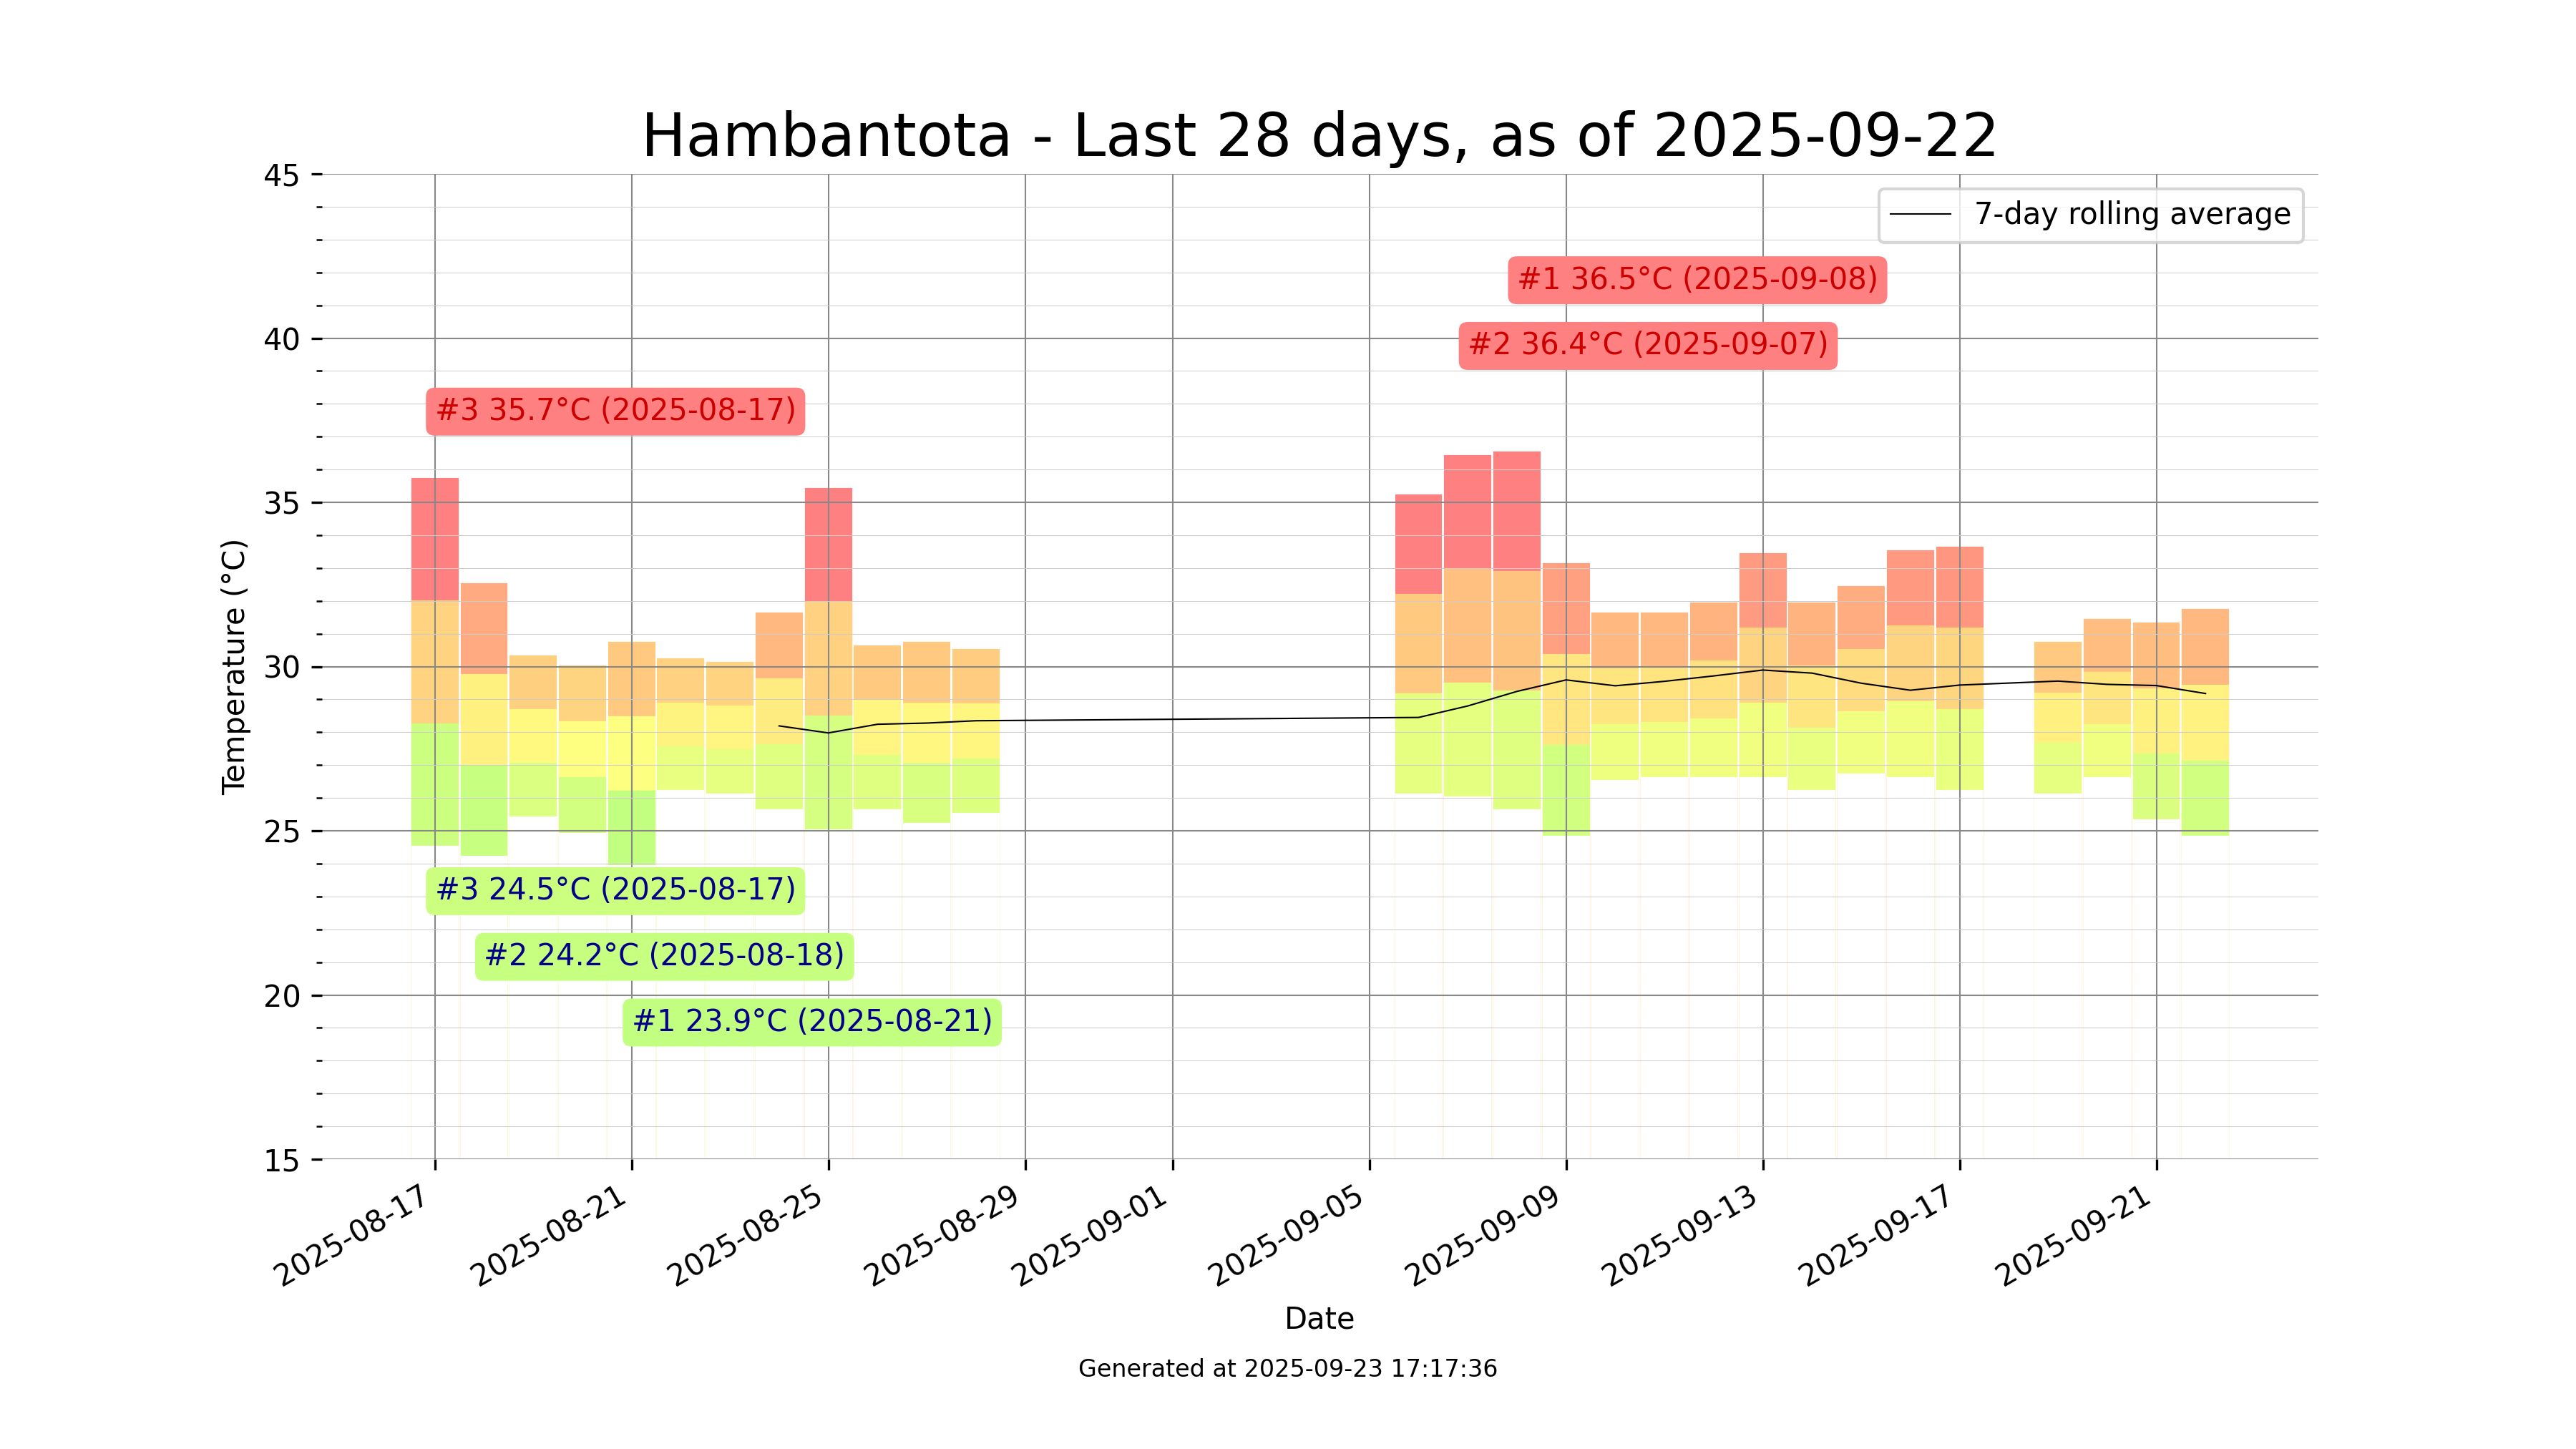 Hambantota - Last 28 days, as of 2025-09-22
45
40
35
30
25
20
15
Temperature (°C)
7-day rolling average
#1 36.5°C (2025-09-08)
#2 36.4°C (2025-09-07)
#3 35.7°C (2025-08-17)
#3 24.5°C (2025-08-17)
#2 24.2°C (2025-08-18)
#1 23.9°C (2025-08-21)
2025-08-17
2025-08-21
2025-08-25
2025-08-29
2025-09-01
2025-09-05
2025-09-09
2025-09-13
2025-09-17
2025-09-21
Date
Generated at 2025-09-23 17:17:36